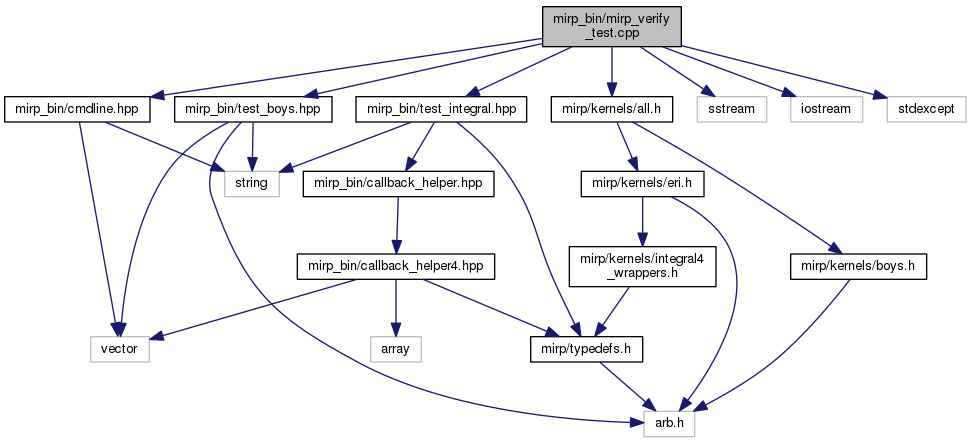 mirp_bin/mirp_verify
_test.cpp
mirp_bin/cmdline.hpp
mirp_bin/test_boys.hpp
mirp_bin/test_integral.hpp
mirp/kernels/all.h
sstream
iostream
stdexcept
string
mirp_bin/callback_helper.hpp
mirp/kernels/eri.h
mirp_bin/callback_helper4.hpp
mirp/kernels/integral4
_wrappers.h
mirp/kernels/boys.h
vector
array
mirp/typedefs.h
arb.h